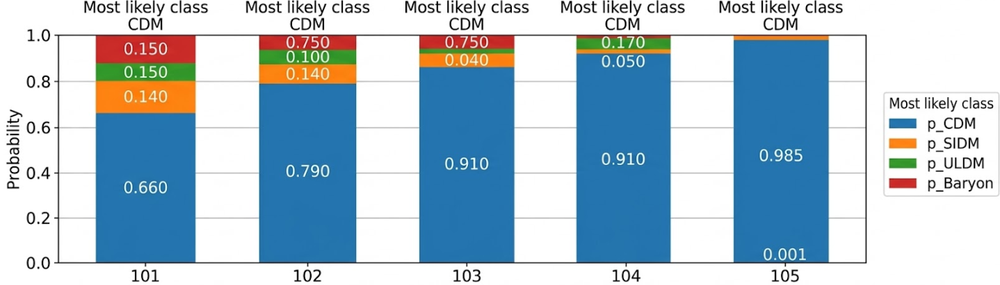 Most likely class Most likely class Most likely class Most likely class Most likely class
CDM CDM CDM CDM CDM
Probability
1.0
0.8
0.6
0.4
0.2
0.0
0.150
0.150
0.140
0.660
0.750
0.100
0.140
0.790
0.750
0.040
0.910
0.170
0.050
0.910
0.985
0.001
101 102 103 104 105
Most likely class
p_CDM
p_SIDM
p_ULDM
p_Baryon